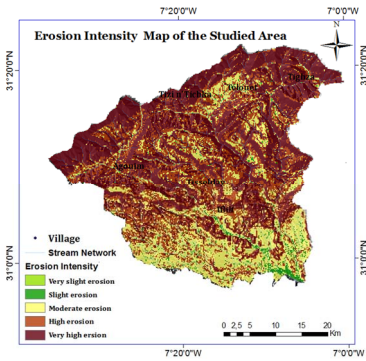 7°20'0"W
7°0'0"W
Erosion Intensity Map of the Studied Area
31°20'0"N
31°20'0"N
Telouet
31°0'0"N
31°0'0"N
Village
Stream Network
Erosion Intensity
Very slight erosion
Slight erosion
Moderate erosion
High erosion
Very high ersion
0 2,5 5 10 15 20
Km
7°20'0"W
7°0'0"W